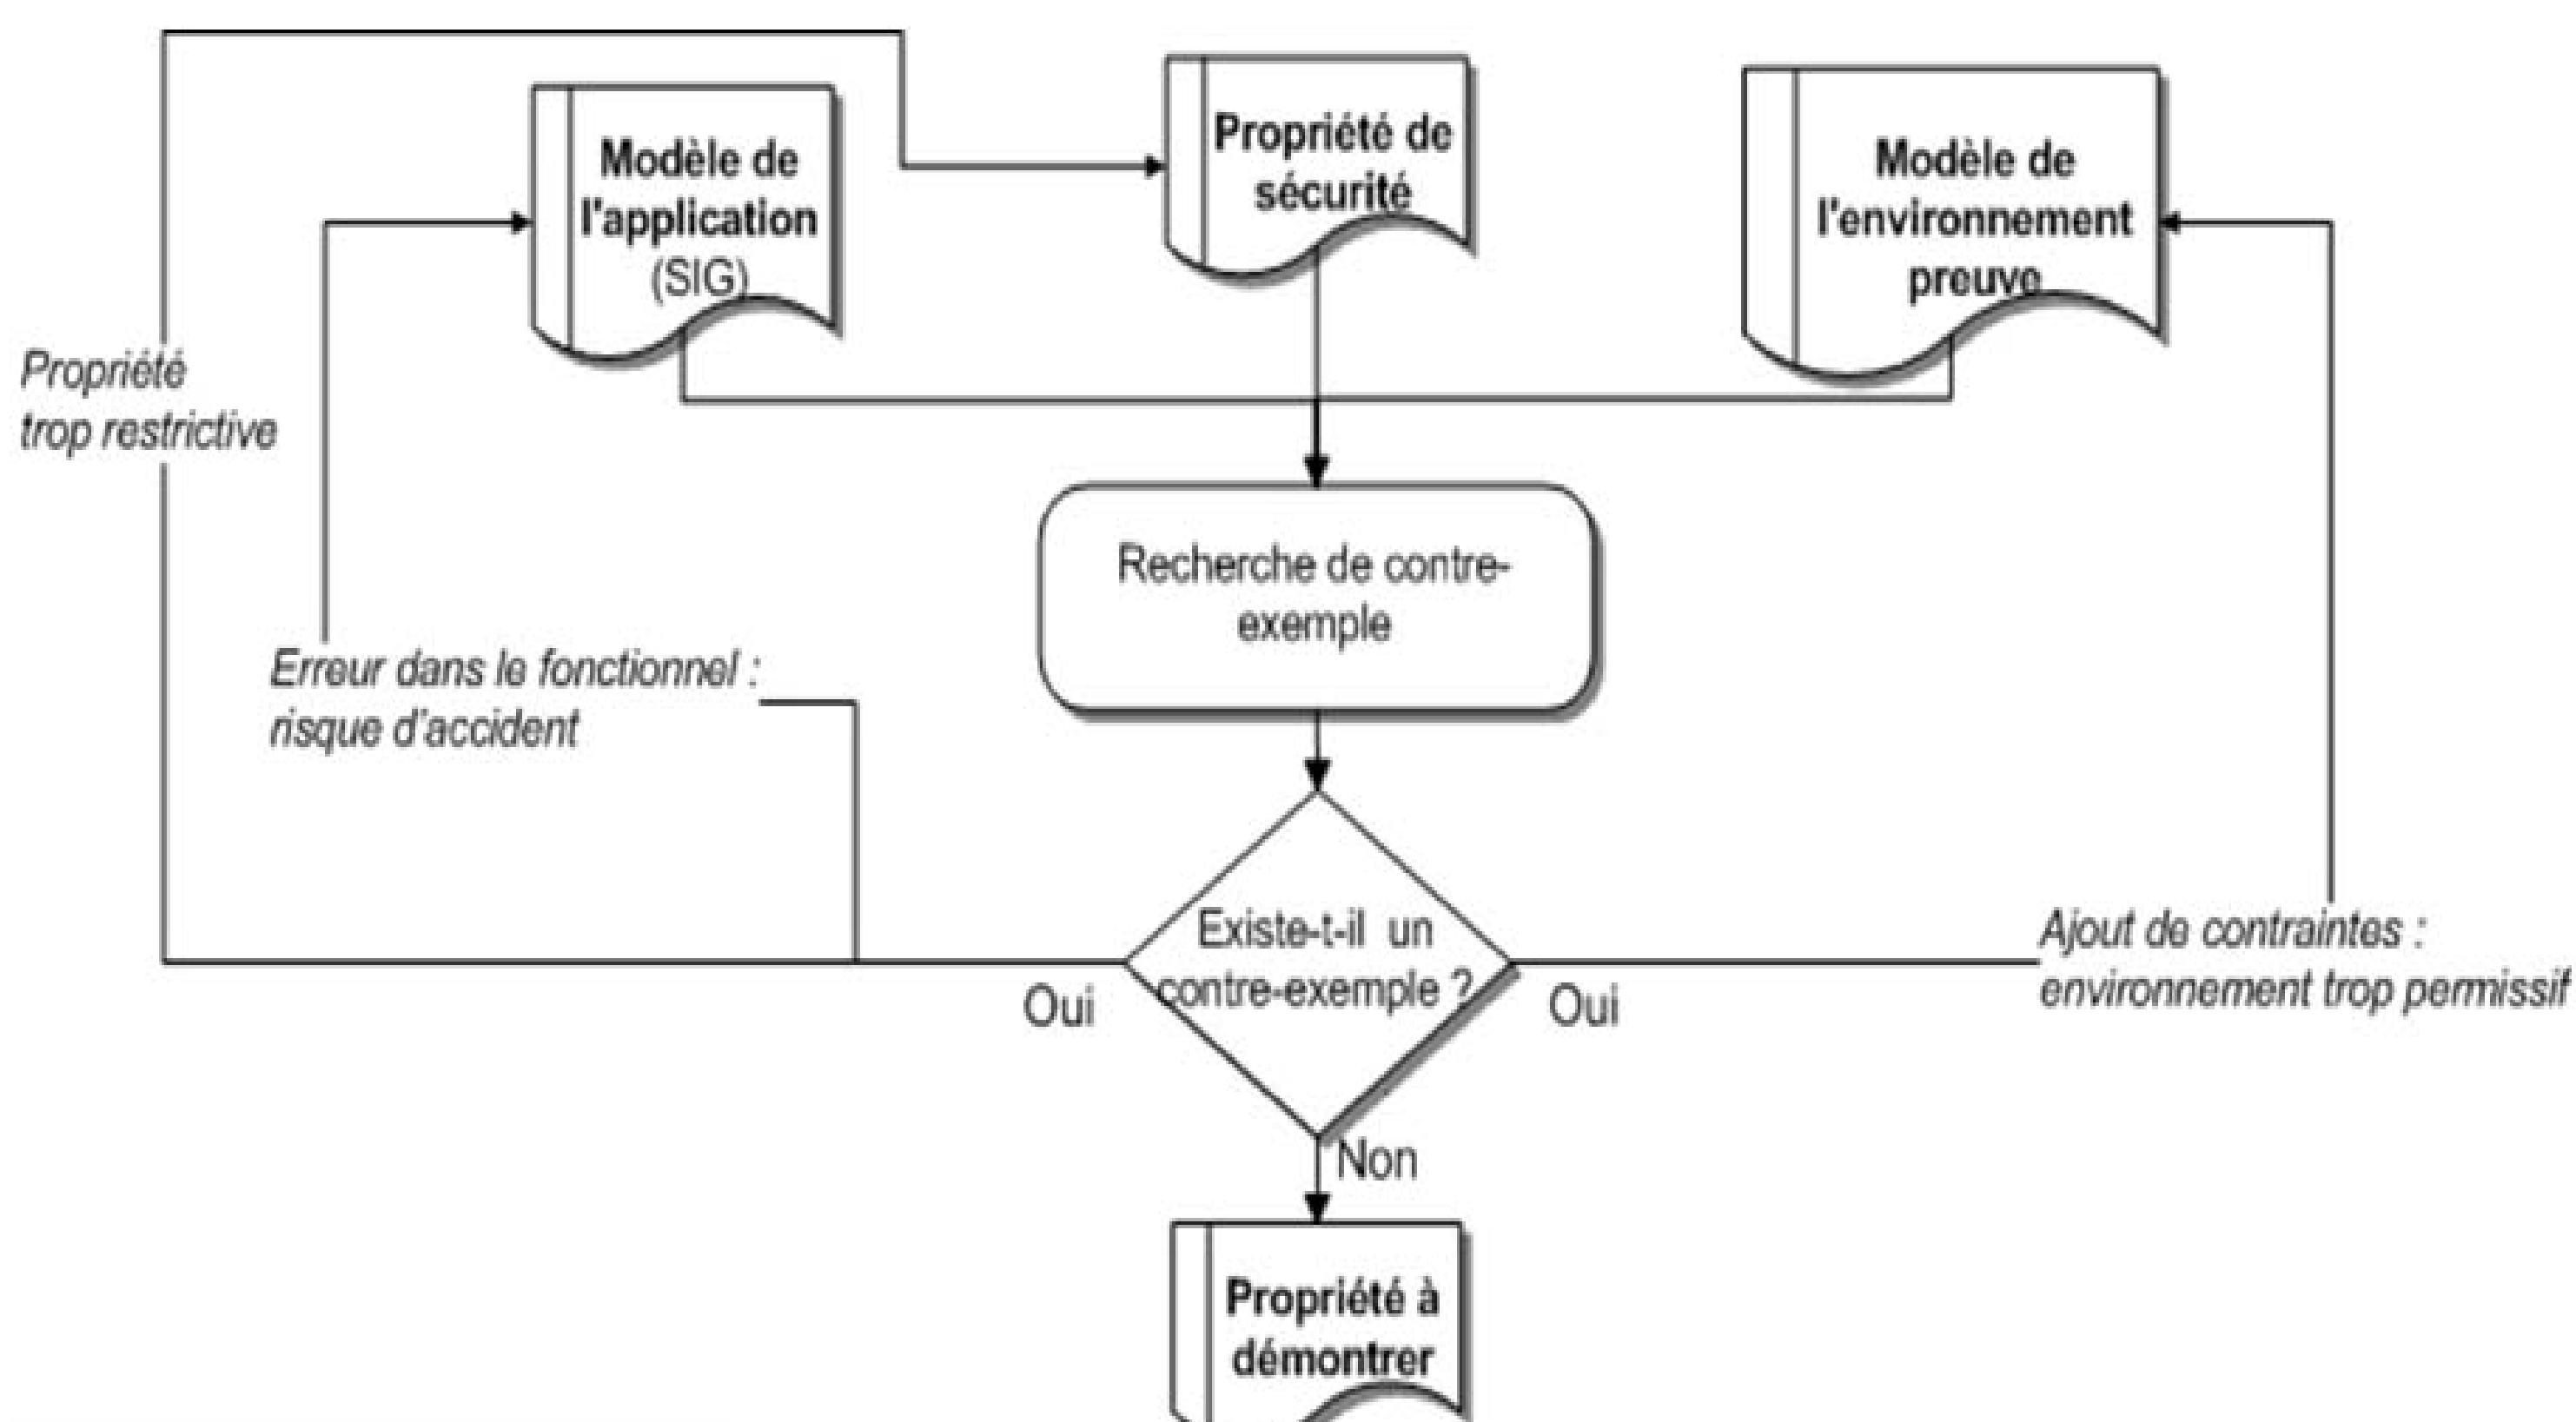 Modèle de
l'application
(SIG)
Propriété de
sécurité
Modèle de
l'environnement
preuve
Propriété
trop restrictive
Recherche de contre-
exemple
Erreur dans le fonctionnel :
risque d'accident
Existe-t-il un
contre-exemple ?
Oui
Oui
Ajout de contraintes :
environnement trop permissif
Non
Propriété à
démontrer